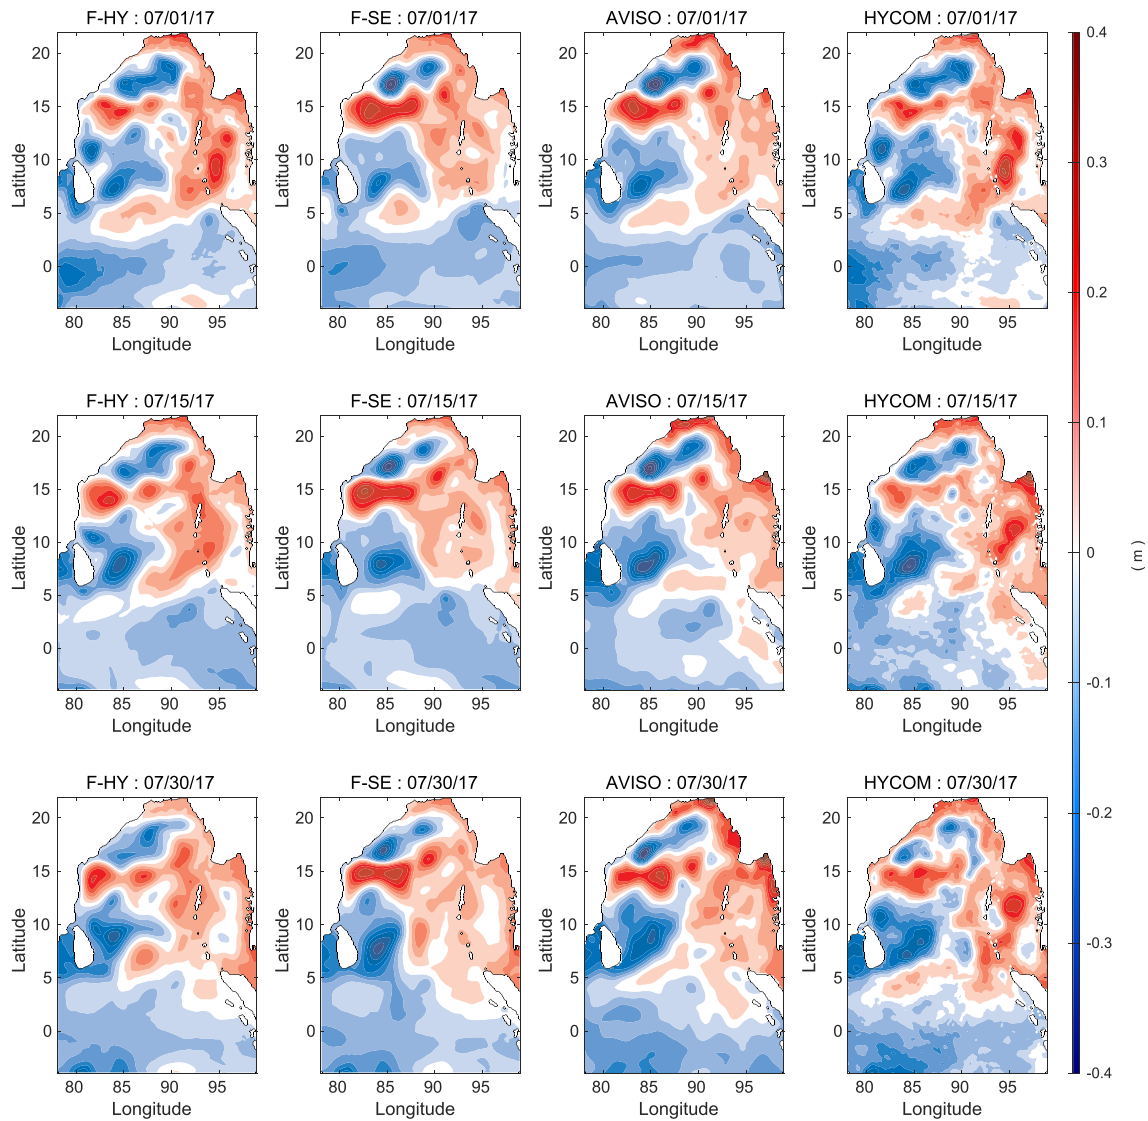 F-HY : 07/01/17
F-SE : 07/01/17
AVISO : 07/01/17
HYCOM : 07/01/17
Latitude
20
15
10
5
0
80 85 90 95
Longitude
Latitude
20
15
10
5
0
80 85 90 95
Longitude
Latitude
20
15
10
5
0
80 85 90 95
Longitude
Latitude
20
15
10
5
0
80 85 90 95
Longitude
F-HY : 07/15/17
F-SE : 07/15/17
AVISO : 07/15/17
HYCOM : 07/15/17
Latitude
20
15
10
5
0
80 85 90 95
Longitude
Latitude
20
15
10
5
0
80 85 90 95
Longitude
Latitude
20
15
10
5
0
80 85 90 95
Longitude
Latitude
20
15
10
5
0
80 85 90 95
Longitude
F-HY : 07/30/17
F-SE : 07/30/17
AVISO : 07/30/17
HYCOM : 07/30/17
Latitude
20
15
10
5
0
80 85 90 95
Longitude
Latitude
20
15
10
5
0
80 85 90 95
Longitude
Latitude
20
15
10
5
0
80 85 90 95
Longitude
Latitude
20
15
10
5
0
80 85 90 95
Longitude
0.4
0.3
0.2
0.1
0
-0.1
-0.2
-0.3
-0.4
( m )